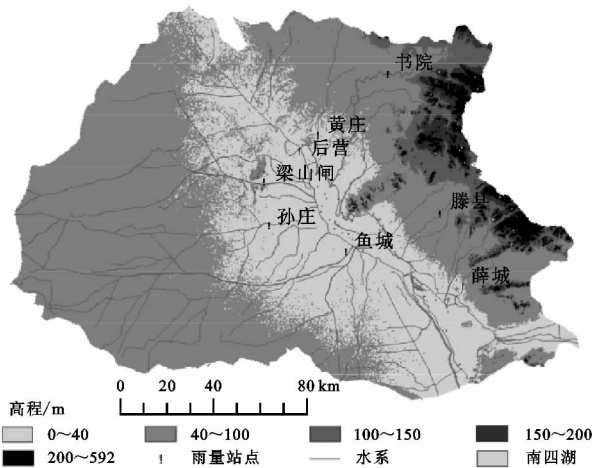 书院
黄庄
后营
梁山闸
滕县
孙庄
鱼城
薛城
0 20 40 80 km
高程/m
0～40 40～100 100～150 150～200
200～592 雨量站点 水系 南四湖